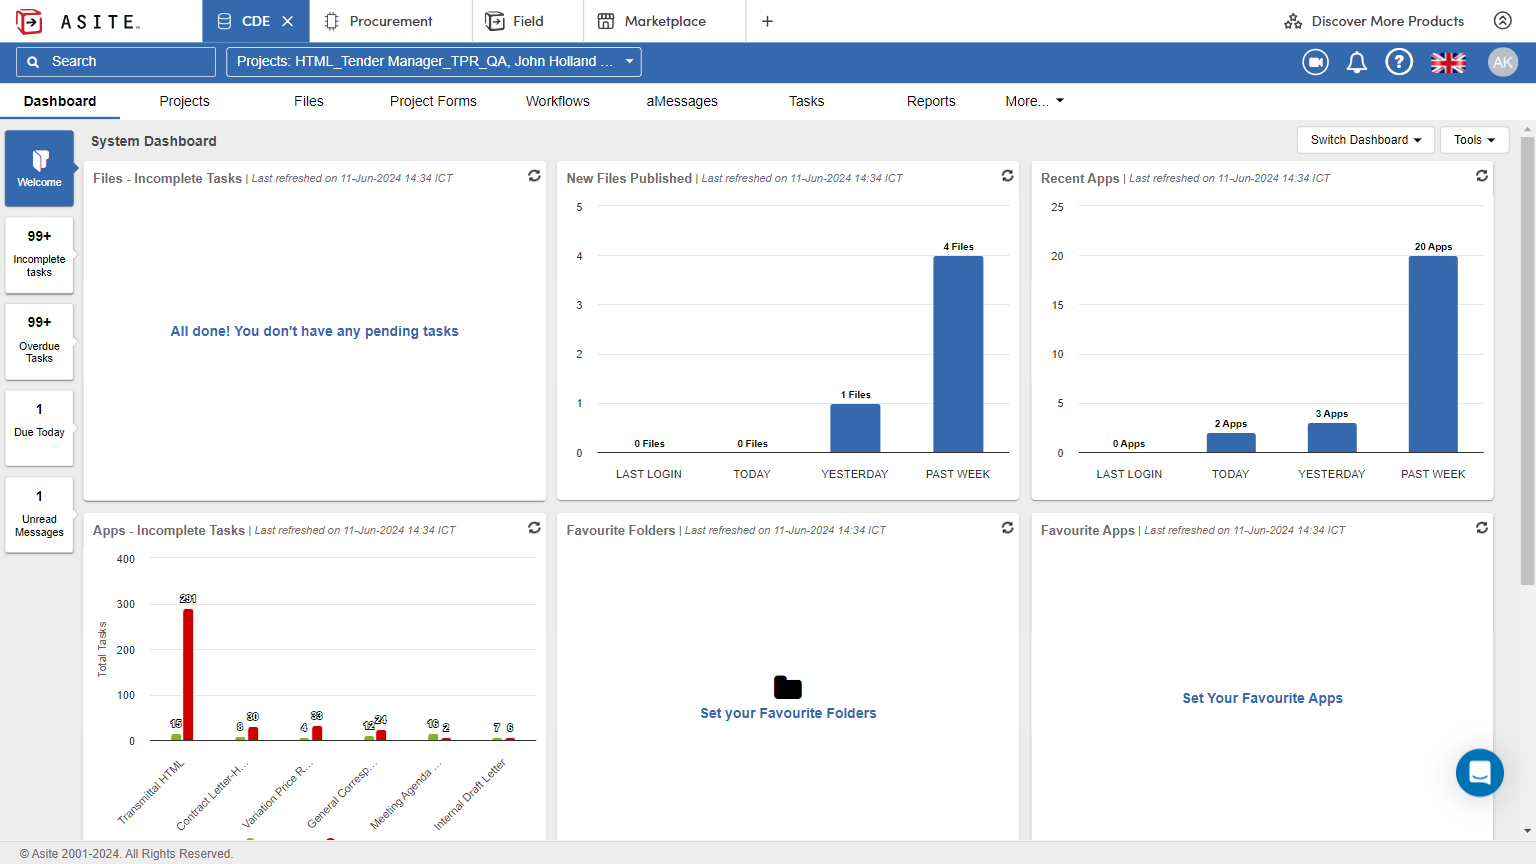 ASITE
CDE
Procurement
Field
Marketplace
+
Discover More Products
Search
Projects: HTML_Tender Manager_TPR_QA, John Holland ...
?
AK
Dashboard
Projects
Files
Project Forms
Workflows
aMessages
Tasks
Reports
More...
System Dashboard
Switch Dashboard
Tools
Welcome
99+
Incomplete
tasks
99+
Overdue
Tasks
1
Due Today
1
Unread
Messages
Files - Incomplete Tasks | Last refreshed on 11-Jun-2024 14:34 ICT
All done! You don't have any pending tasks
New Files Published | Last refreshed on 11-Jun-2024 14:34 ICT
5
4
3
2
1
0
0 Files
0 Files
1 Files
4 Files
LAST LOGIN
TODAY
YESTERDAY
PAST WEEK
Recent Apps | Last refreshed on 11-Jun-2024 14:34 ICT
25
20
15
10
5
0
0 Apps
2 Apps
3 Apps
20 Apps
LAST LOGIN
TODAY
YESTERDAY
PAST WEEK
Apps - Incomplete Tasks | Last refreshed on 11-Jun-2024 14:34 ICT
Total Tasks
400
300
200
100
0
15
291
8
30
4
33
12
24
16
2
7
6
Transmittal HTML
Contract Letter-H...
Variation Price R...
General Corresp...
Meeting Agenda ...
Internal Draft Letter
Favourite Folders | Last refreshed on 11-Jun-2024 14:34 ICT
Set your Favourite Folders
Favourite Apps | Last refreshed on 11-Jun-2024 14:34 ICT
Set Your Favourite Apps
© Asite 2001-2024. All Rights Reserved.